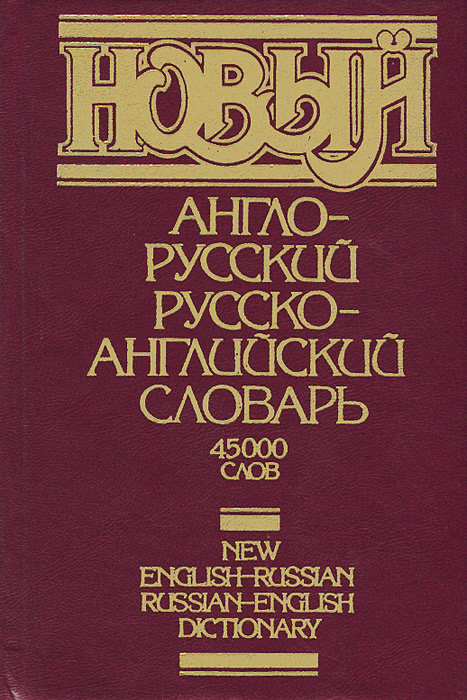 НОВЫЙ
АНГЛО-
РУССКИЙ
РУССКО-
АНГЛИЙСКИЙ
СЛОВАРЬ
45000
СЛОВ
NEW
ENGLISH-RUSSIAN
RUSSIAN-ENGLISH
DICTIONARY